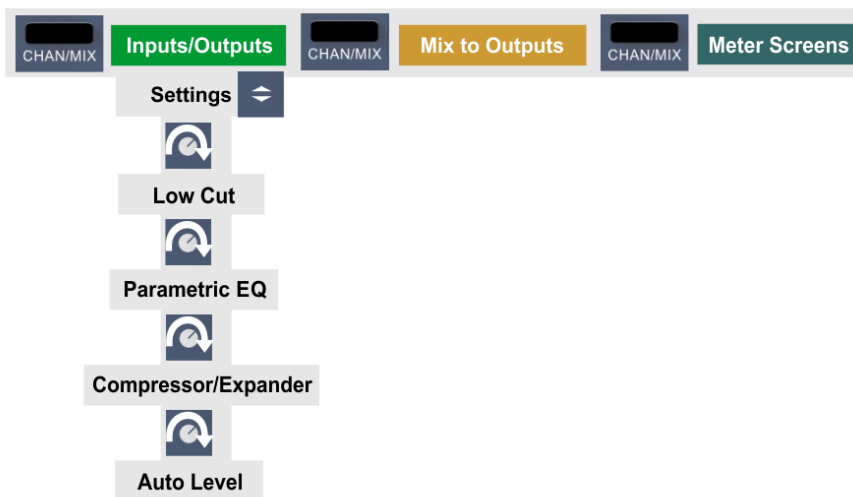 CHAN/MIX Inputs/Outputs CHAN/MIX Mix to Outputs CHAN/MIX Meter Screens
Settings
Low Cut
Parametric EQ
Compressor/Expander
Auto Level